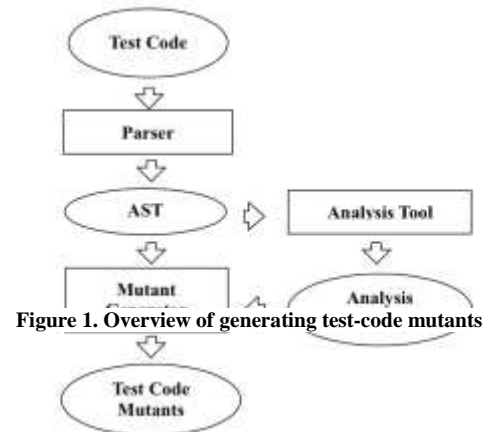 Test Code
Parser
AST
Analysis Tool
Mutant
Analysis
Figure 1. Overview of generating test-code mutants
Test Code
Mutants